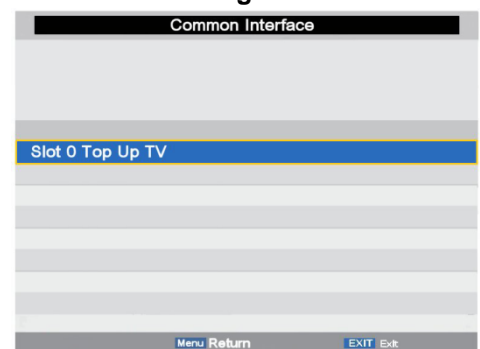 Common Interface
Slot 0 Top Up TV
Menu Return EXIT Exit